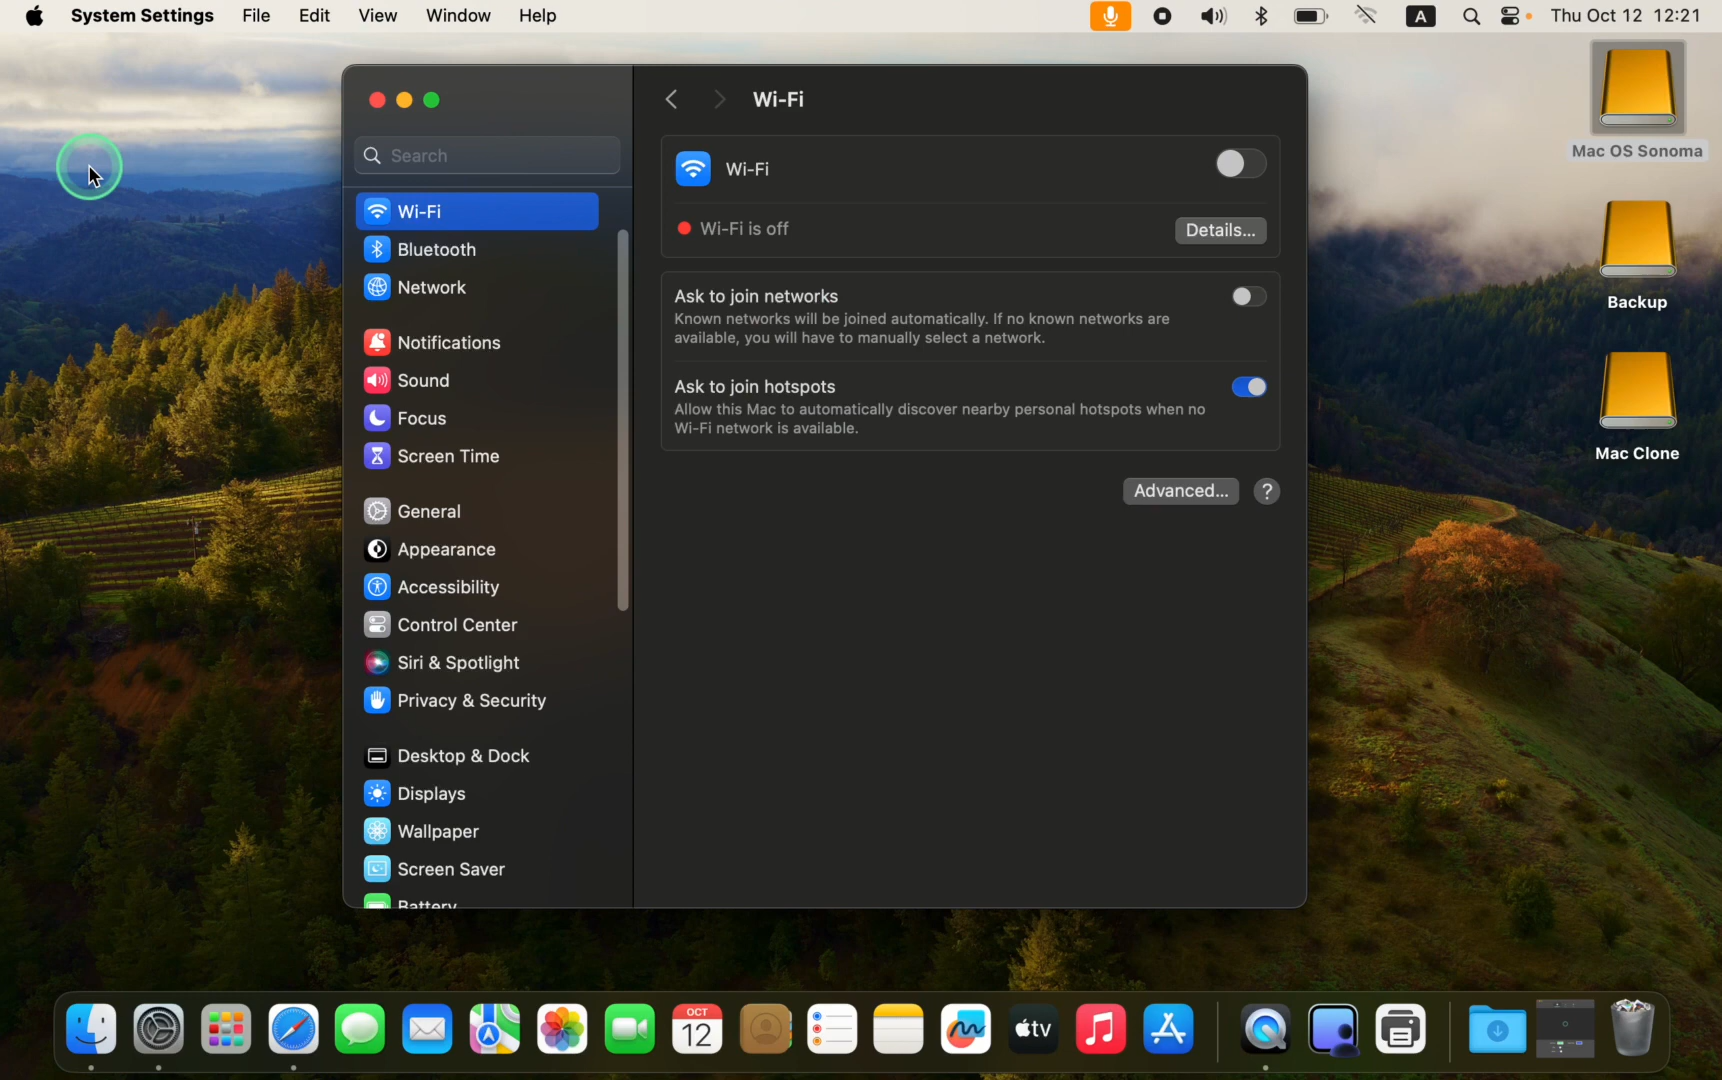 System Settings File Edit View Window Help A Thu Oct 12 12:21
Search
Wi-Fi
Bluetooth
Network
Notifications
Sound
Focus
Screen Time
General
Appearance
Accessibility
Control Center
Siri & Spotlight
Privacy & Security
Desktop & Dock
Displays
Wallpaper
Screen Saver
Battery
Wi-Fi
Wi-Fi
Wi-Fi is off
Details...
Ask to join networks
Known networks will be joined automatically. If no known networks are
available, you will have to manually select a network.
Ask to join hotspots
Allow this Mac to automatically discover nearby personal hotspots when no
Wi-Fi network is available.
Advanced... ?
Mac OS Sonoma
Backup
Mac Clone
OCT
12
tv